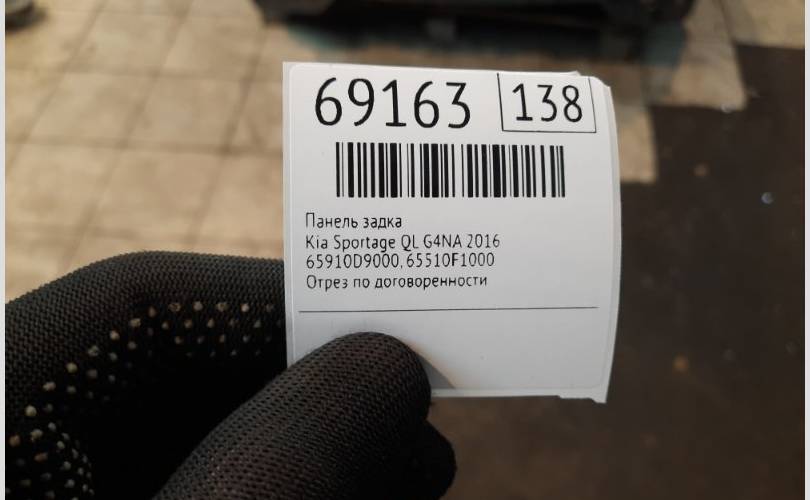 69163 138
Панель задка
Kia Sportage QL G4NA 2016
65910D9000, 65510F1000
Отрез по договоренности